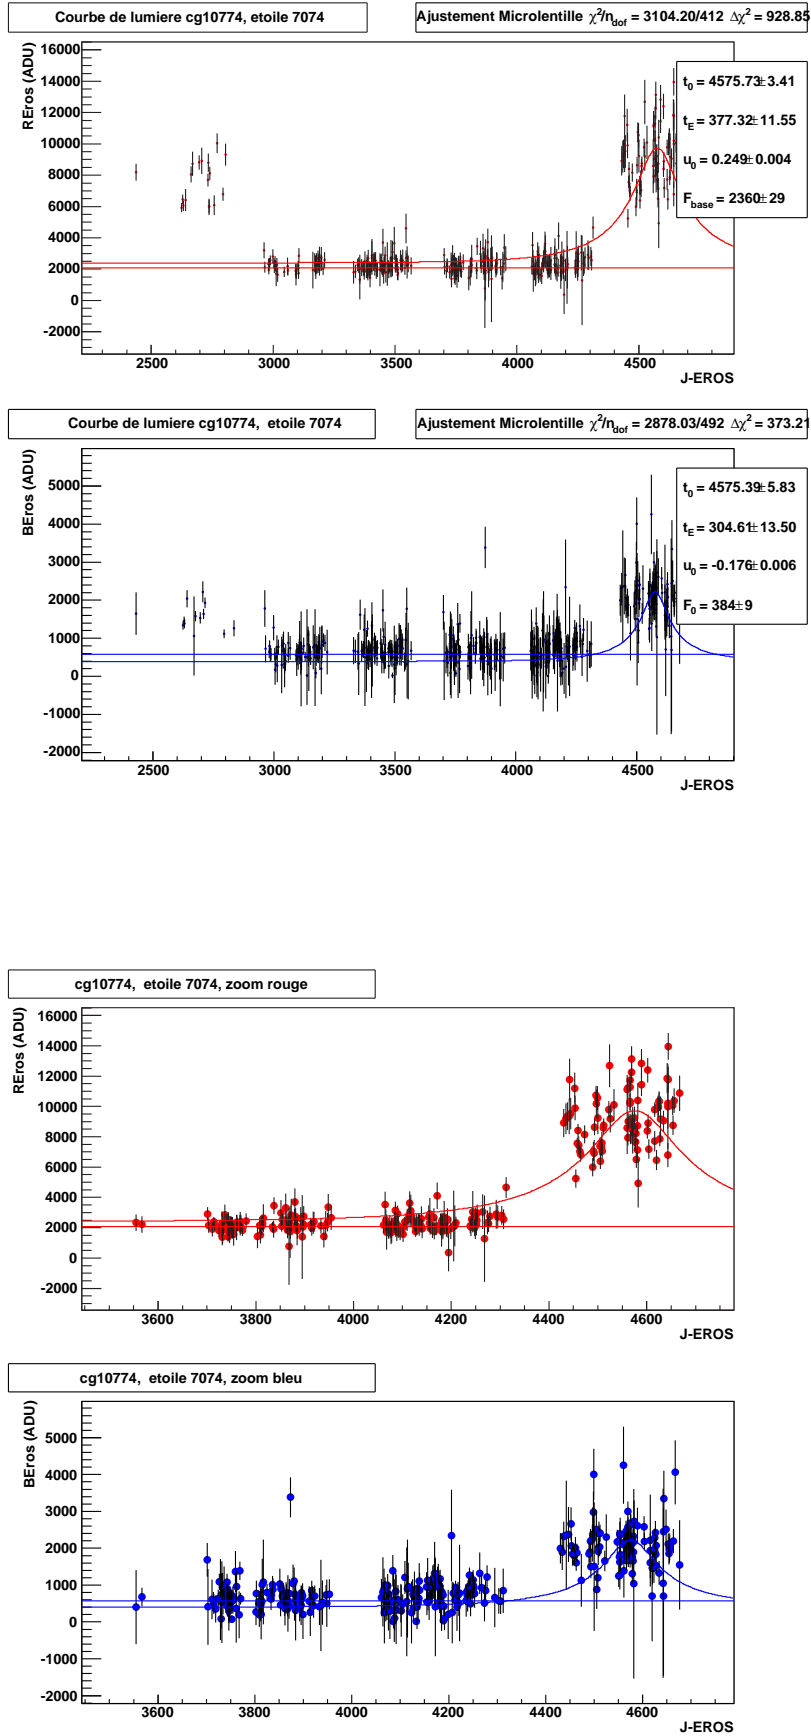 Courbe de lumiere cg10774, etoile 7074
Ajustement Microlentille χ²/n_dof = 3104.20/412 Δχ² = 928.85
REros (ADU)
16000
14000
12000
10000
8000
6000
4000
2000
0
-2000
t_0 = 4575.73±3.41
t_E = 377.32±11.55
u_0 = 0.249±0.004
F_base = 2360±29
2500 3000 3500 4000 4500
J-EROS
Courbe de lumiere cg10774, etoile 7074
Ajustement Microlentille χ²/n_dof = 2878.03/492 Δχ² = 373.21
BEros (ADU)
5000
4000
3000
2000
1000
0
-1000
-2000
t_0 = 4575.39±5.83
t_E = 304.61±13.50
u_0 = -0.176±0.006
F_0 = 384±9
2500 3000 3500 4000 4500
J-EROS
cg10774, etoile 7074, zoom rouge
REros (ADU)
16000
14000
12000
10000
8000
6000
4000
2000
0
-2000
3600 3800 4000 4200 4400 4600
J-EROS
cg10774, etoile 7074, zoom bleu
BEros (ADU)
5000
4000
3000
2000
1000
0
-1000
-2000
3600 3800 4000 4200 4400 4600
J-EROS